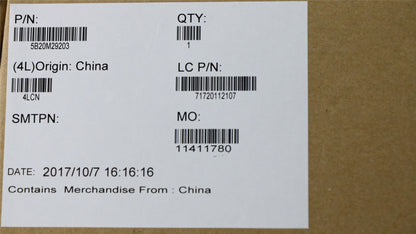 P/N:
QTY:
5B20M29203
1
(4L)Origin: China
LC P/N:
4LCN
71720112107
SMTPN:
MO:
11411780
DATE: 2017/10/7 16:16:16
Contains Merchandise From : China